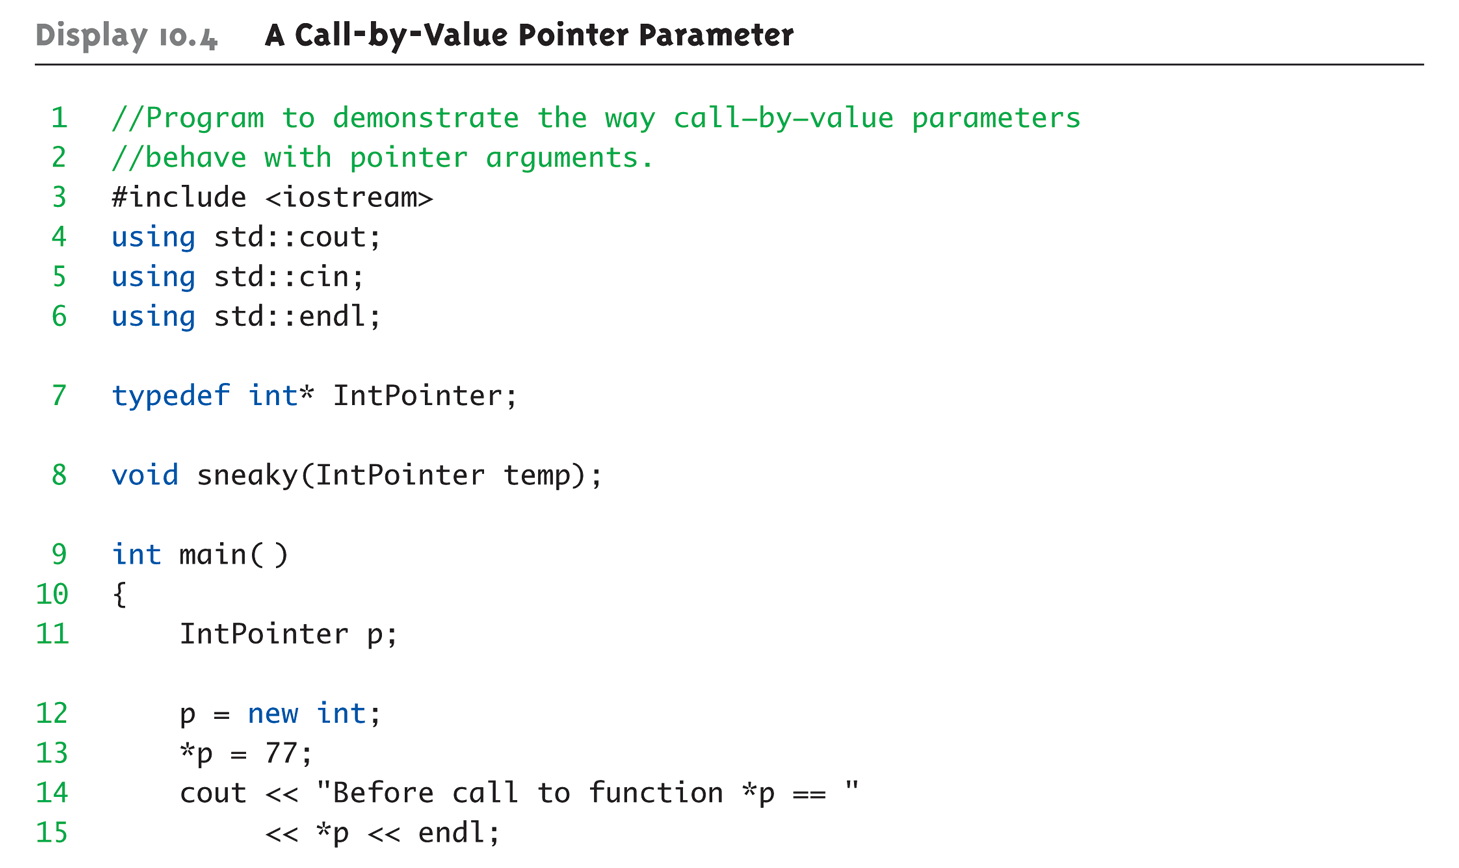 Display 10.4 A Call-by-Value Pointer Parameter
1 //Program to demonstrate the way call–by–value parameters
2 //behave with pointer arguments.
3 #include <iostream>
4 using std::cout;
5 using std::cin;
6 using std::endl;
7 typedef int* IntPointer;
8 void sneaky(IntPointer temp);
9 int main( )
10 {
11     IntPointer p;
12     p = new int;
13     *p = 77;
14     cout << "Before call to function *p == "
15          << *p << endl;